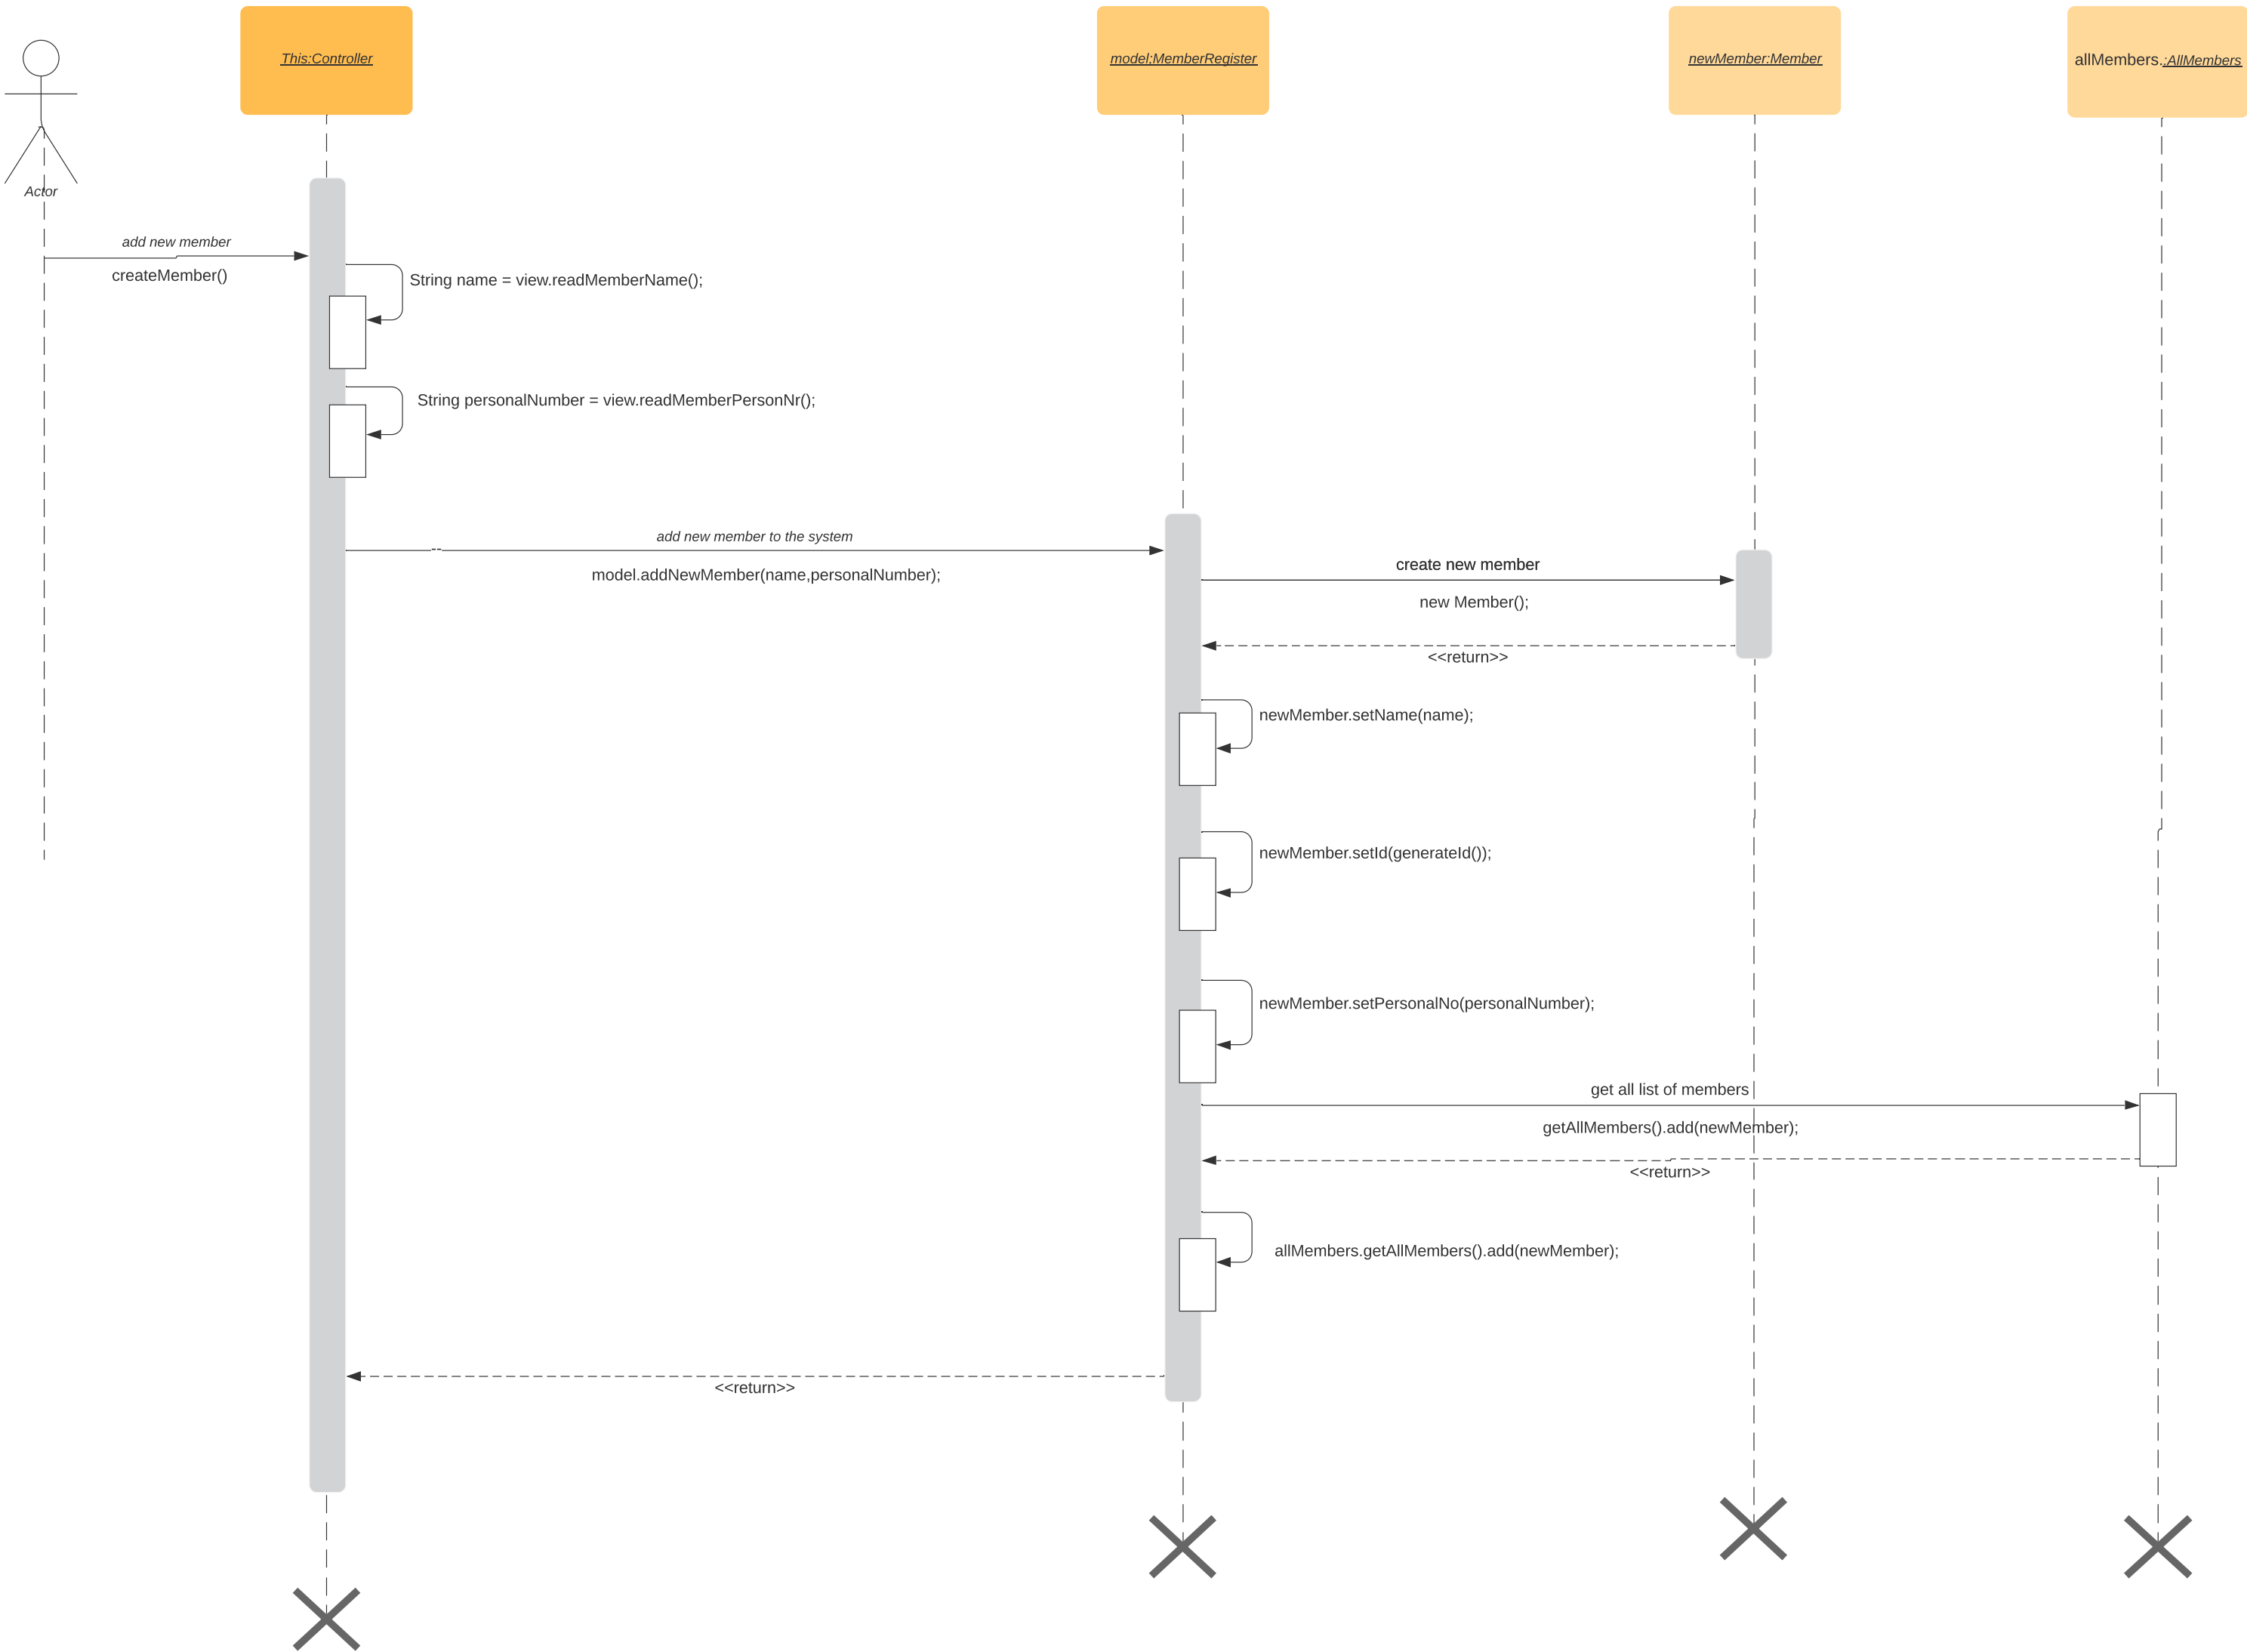 This:Controller
model;MemberRegister
newMember:Member
allMembers.:AllMembers
Actor
add new member
createMember()
String name = view.readMemberName();
String personalNumber = view.readMemberPersonNr();
--
add new member to the system
model.addNewMember(name,personalNumber);
create new member
new Member();
<<return>>
newMember.setName(name);
newMember.setId(generateId());
newMember.setPersonalNo(personalNumber);
get all list of members
getAllMembers().add(newMember);
<<return>>
allMembers.getAllMembers().add(newMember);
<<return>>